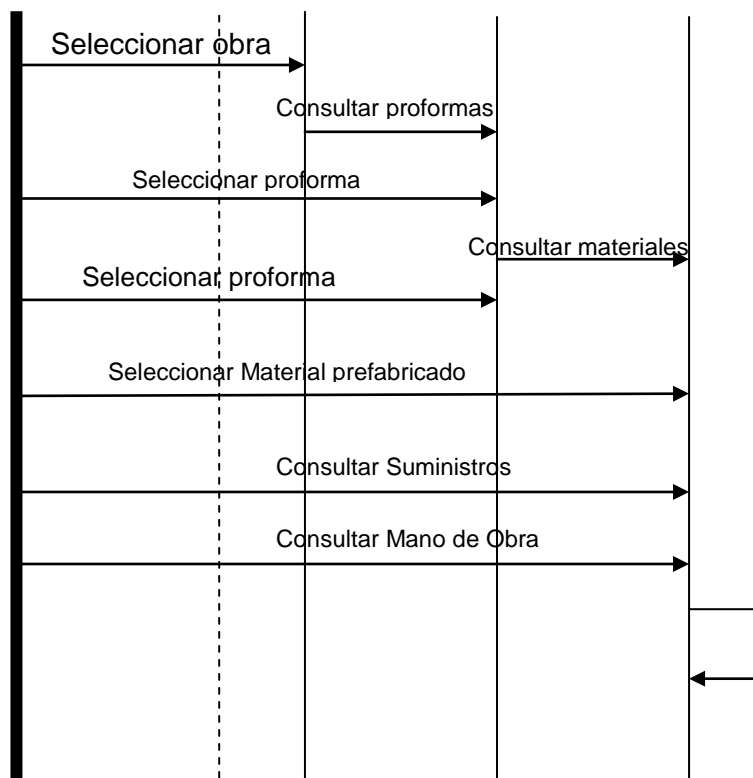 Seleccionar obra
Consultar proformas
Seleccionar proforma
Consultar materiales
Seleccionar proforma
Seleccionar Material prefabricado
Consultar Suministros
Consultar Mano de Obra